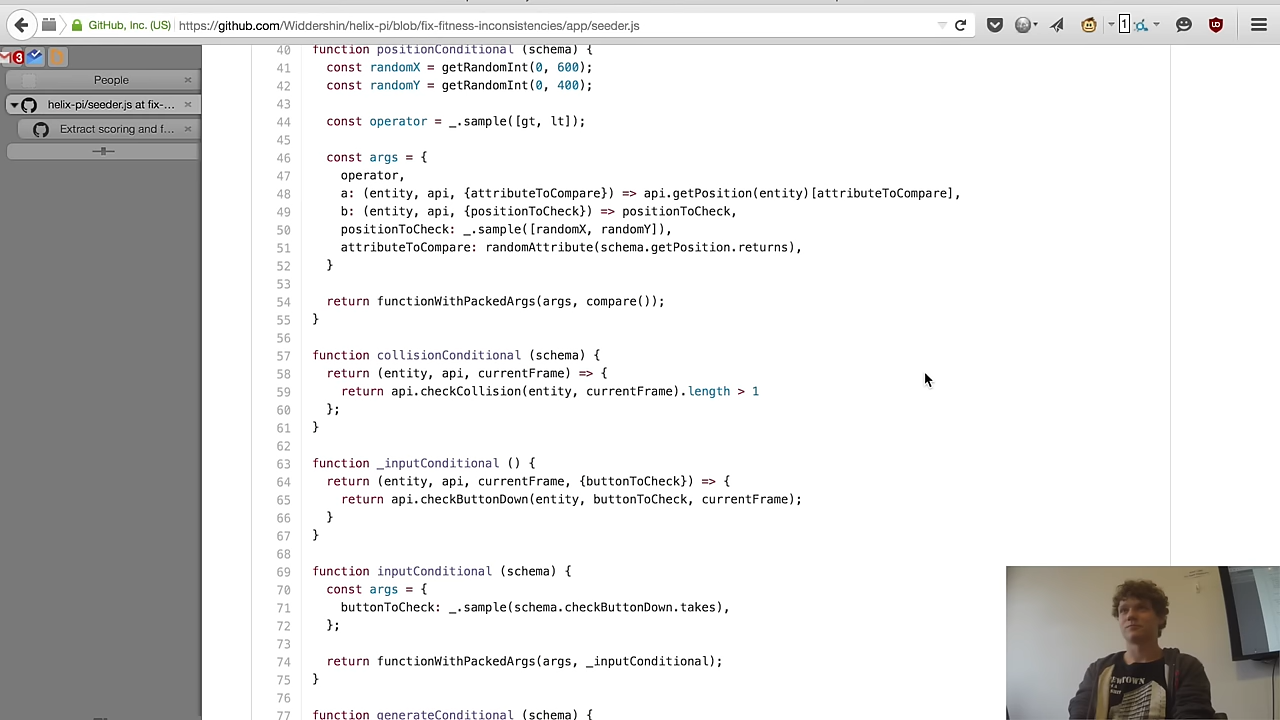 GitHub, Inc. (US)
https://github.com/Widdershin/helix-pi/blob/fix-fitness-inconsistencies/app/seeder.js
1
3
People
helix-pi/seeder.js at fix-...
Extract scoring and f...
40 function positionConditional (schema) {
41 const randomX = getRandomInt(0, 600);
42 const randomY = getRandomInt(0, 400);
43
44 const operator = _.sample([gt, lt]);
45
46 const args = {
47 operator,
48 a: (entity, api, {attributeToCompare}) => api.getPosition(entity)[attributeToCompare],
49 b: (entity, api, {positionToCheck}) => positionToCheck,
50 positionToCheck: _.sample([randomX, randomY]),
51 attributeToCompare: randomAttribute(schema.getPosition.returns),
52 }
53
54 return functionWithPackedArgs(args, compare());
55 }
56
57 function collisionConditional (schema) {
58 return (entity, api, currentFrame) => {
59 return api.checkCollision(entity, currentFrame).length > 1
60 };
61 }
62
63 function _inputConditional () {
64 return (entity, api, currentFrame, {buttonToCheck}) => {
65 return api.checkButtonDown(entity, buttonToCheck, currentFrame);
66 }
67 }
68
69 function inputConditional (schema) {
70 const args = {
71 buttonToCheck: _.sample(schema.checkButtonDown.takes),
72 };
73
74 return functionWithPackedArgs(args, _inputConditional);
75 }
76
77 function generateConditional (schema) {